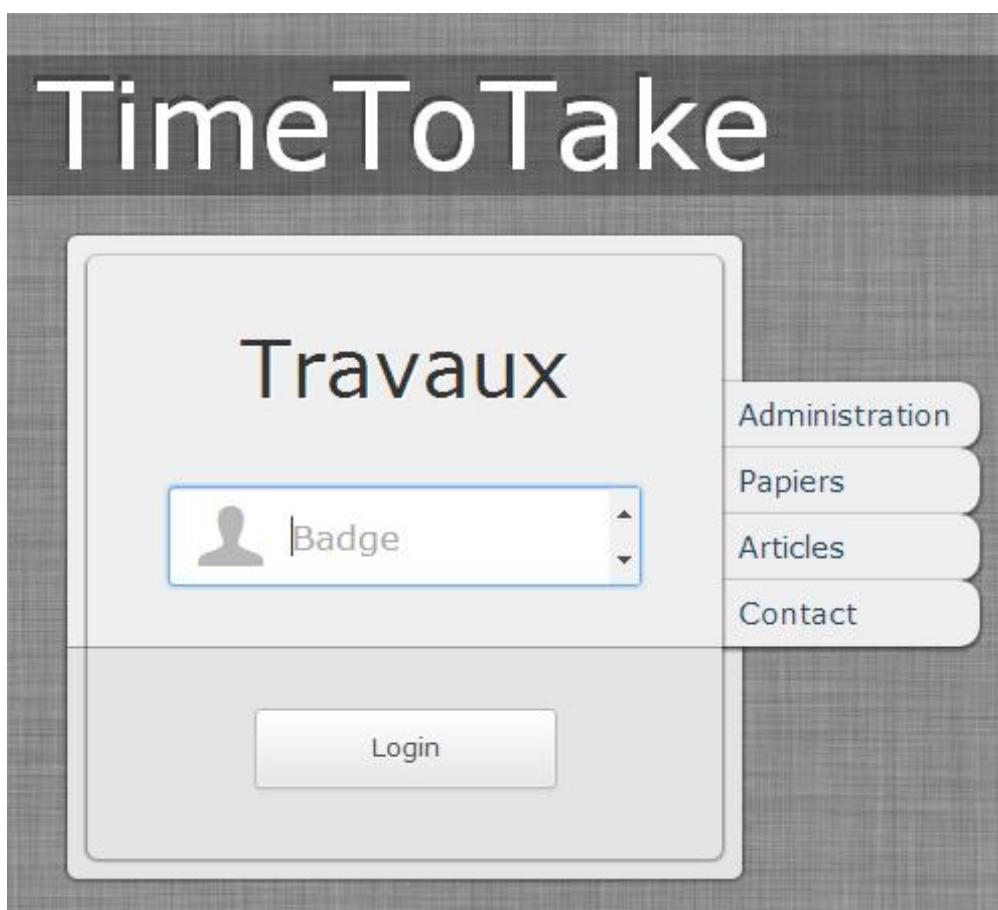 TimeToTake
Travaux
Badge
Login
Administration
Papiers
Articles
Contact